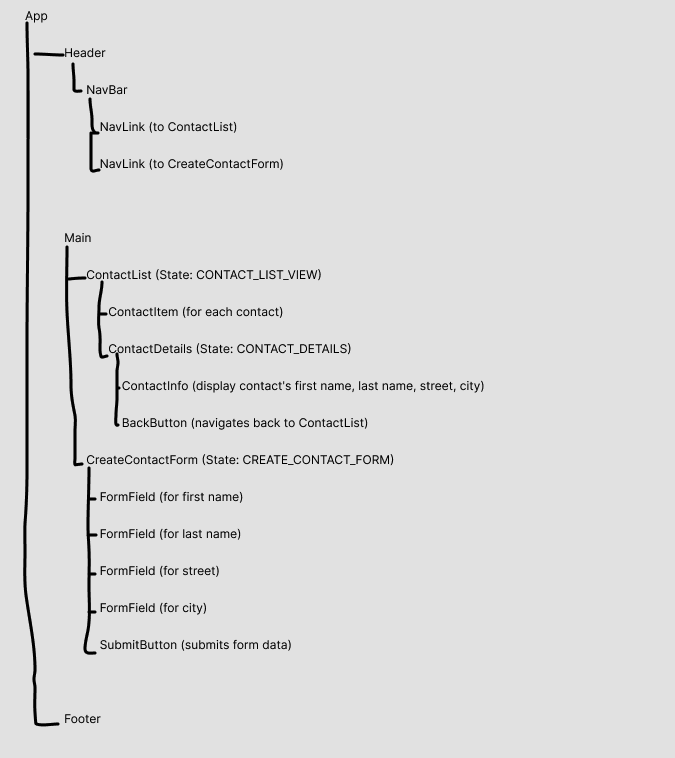 App
Header
NavBar
NavLink (to ContactList)
NavLink (to CreateContactForm)
Main
ContactList (State: CONTACT_LIST_VIEW)
ContactItem (for each contact)
ContactDetails (State: CONTACT_DETAILS)
ContactInfo (display contact's first name, last name, street, city)
BackButton (navigates back to ContactList)
CreateContactForm (State: CREATE_CONTACT_FORM)
FormField (for first name)
FormField (for last name)
FormField (for street)
FormField (for city)
SubmitButton (submits form data)
Footer